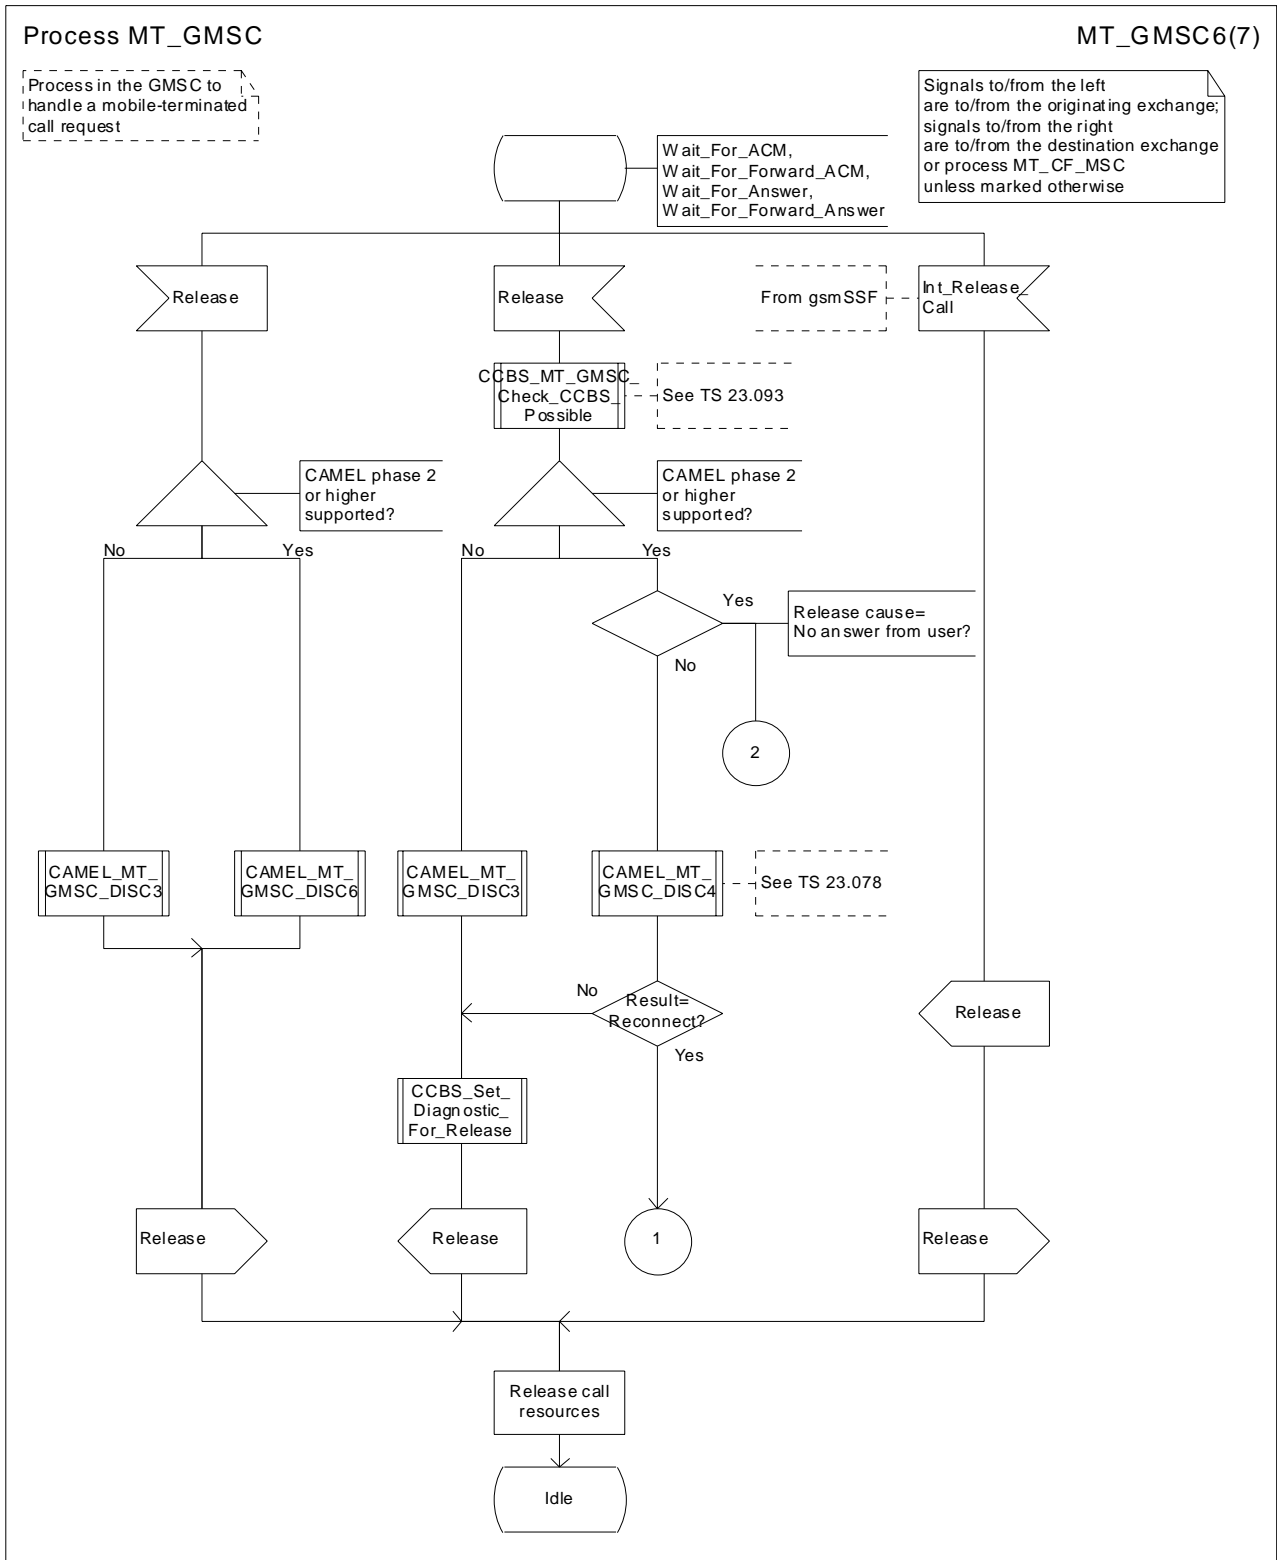 Process MT_GMSC
MT_GMSC6(7)
Process in the GMSC to
handle a mobile-terminated
call request
Signals to/from the left
are to/from the originating exchange;
signals to/from the right
are to/from the destination exchange
or process MT_CF_MSC
unless marked otherwise
Wait_For_ACM,
Wait_For_Forward_ACM,
Wait_For_Answer,
Wait_For_Forward_Answer
Release
Release
From gsmSSF
Int_Release_
Call
CCBS_MT_GMSC_
Check_CCBS_
Possible
See TS 23.093
CAMEL phase 2
or higher
supported?
CAMEL phase 2
or higher
supported?
No
Yes
No
Yes
Yes
Release cause=
No answer from user?
No
2
CAMEL_MT_
GMSC_DISC3
CAMEL_MT_
GMSC_DISC6
CAMEL_MT_
GMSC_DISC3
CAMEL_MT_
GMSC_DISC4
See TS 23.078
No
Result=
Reconnect?
Yes
Release
CCBS_Set_
Diagnostic_
For_Release
Release
Release
1
Release
Release call
resources
Idle